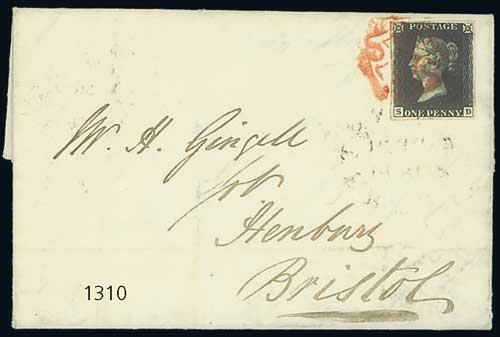 POSTAGE
S ONE PENNY D
Mr. H. Gingell
Henbury
Bristol
1310